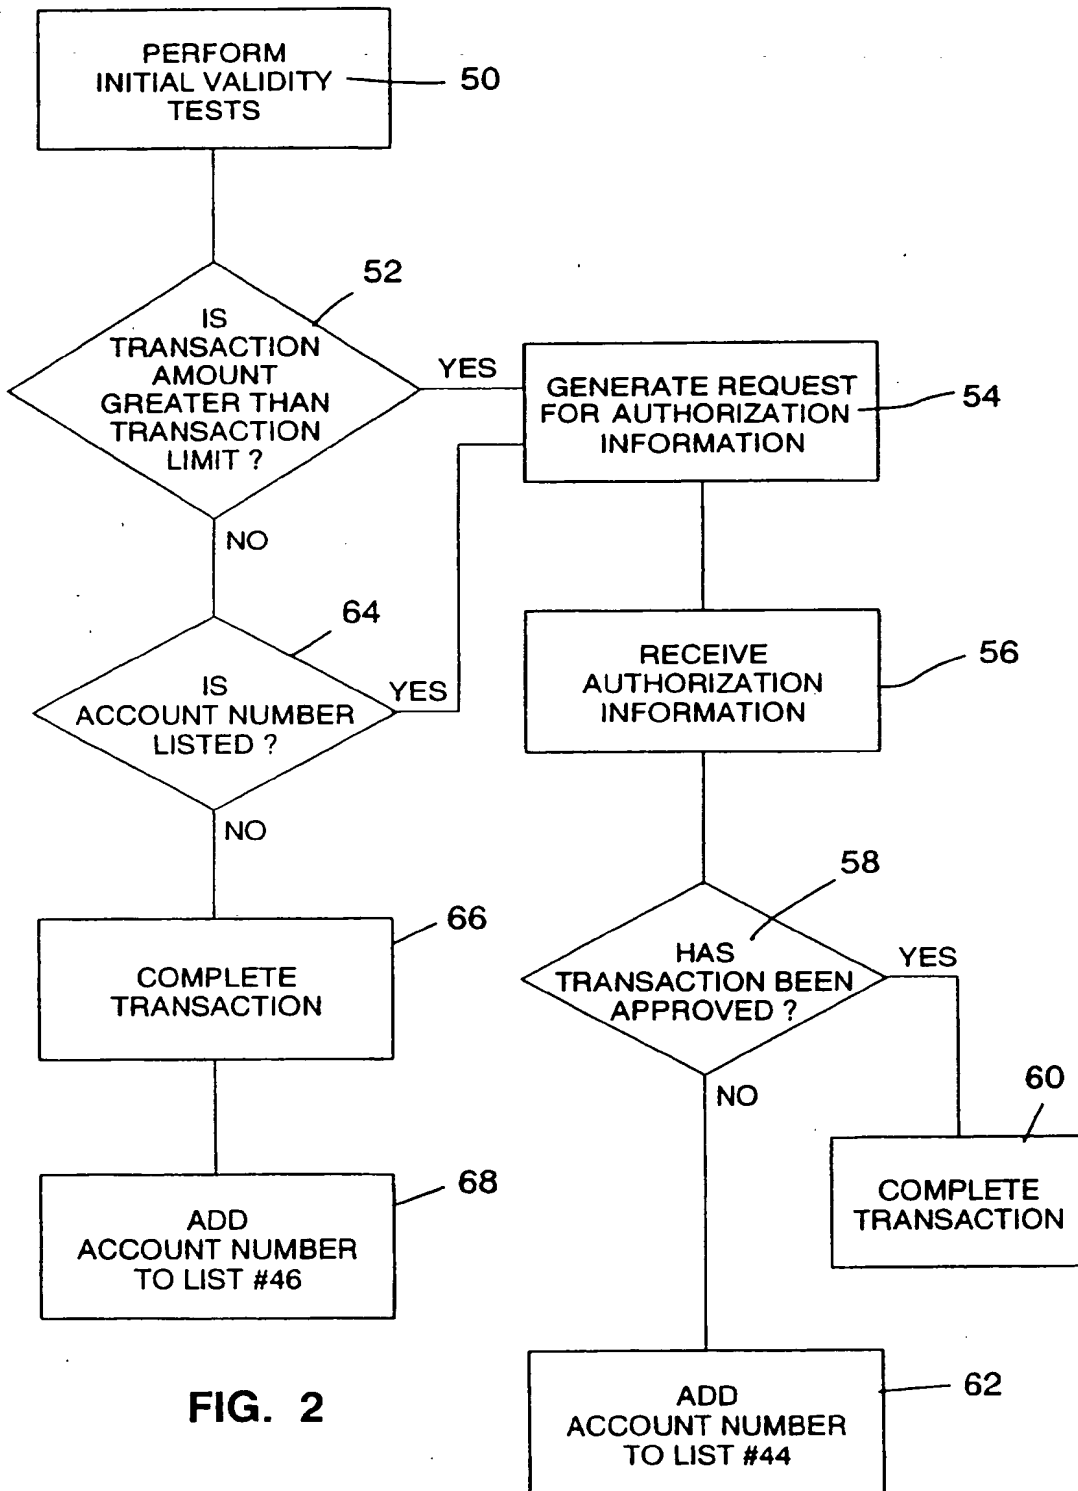 PERFORM
INITIAL VALIDITY
TESTS
50
IS
TRANSACTION
AMOUNT
GREATER THAN
TRANSACTION
LIMIT ?
52
YES
NO
GENERATE REQUEST
FOR AUTHORIZATION
INFORMATION
54
IS
ACCOUNT NUMBER
LISTED ?
64
YES
NO
RECEIVE
AUTHORIZATION
INFORMATION
56
COMPLETE
TRANSACTION
66
HAS
TRANSACTION BEEN
APPROVED ?
58
YES
NO
COMPLETE
TRANSACTION
60
ADD
ACCOUNT NUMBER
TO LIST #46
68
ADD
ACCOUNT NUMBER
TO LIST #44
62
FIG. 2